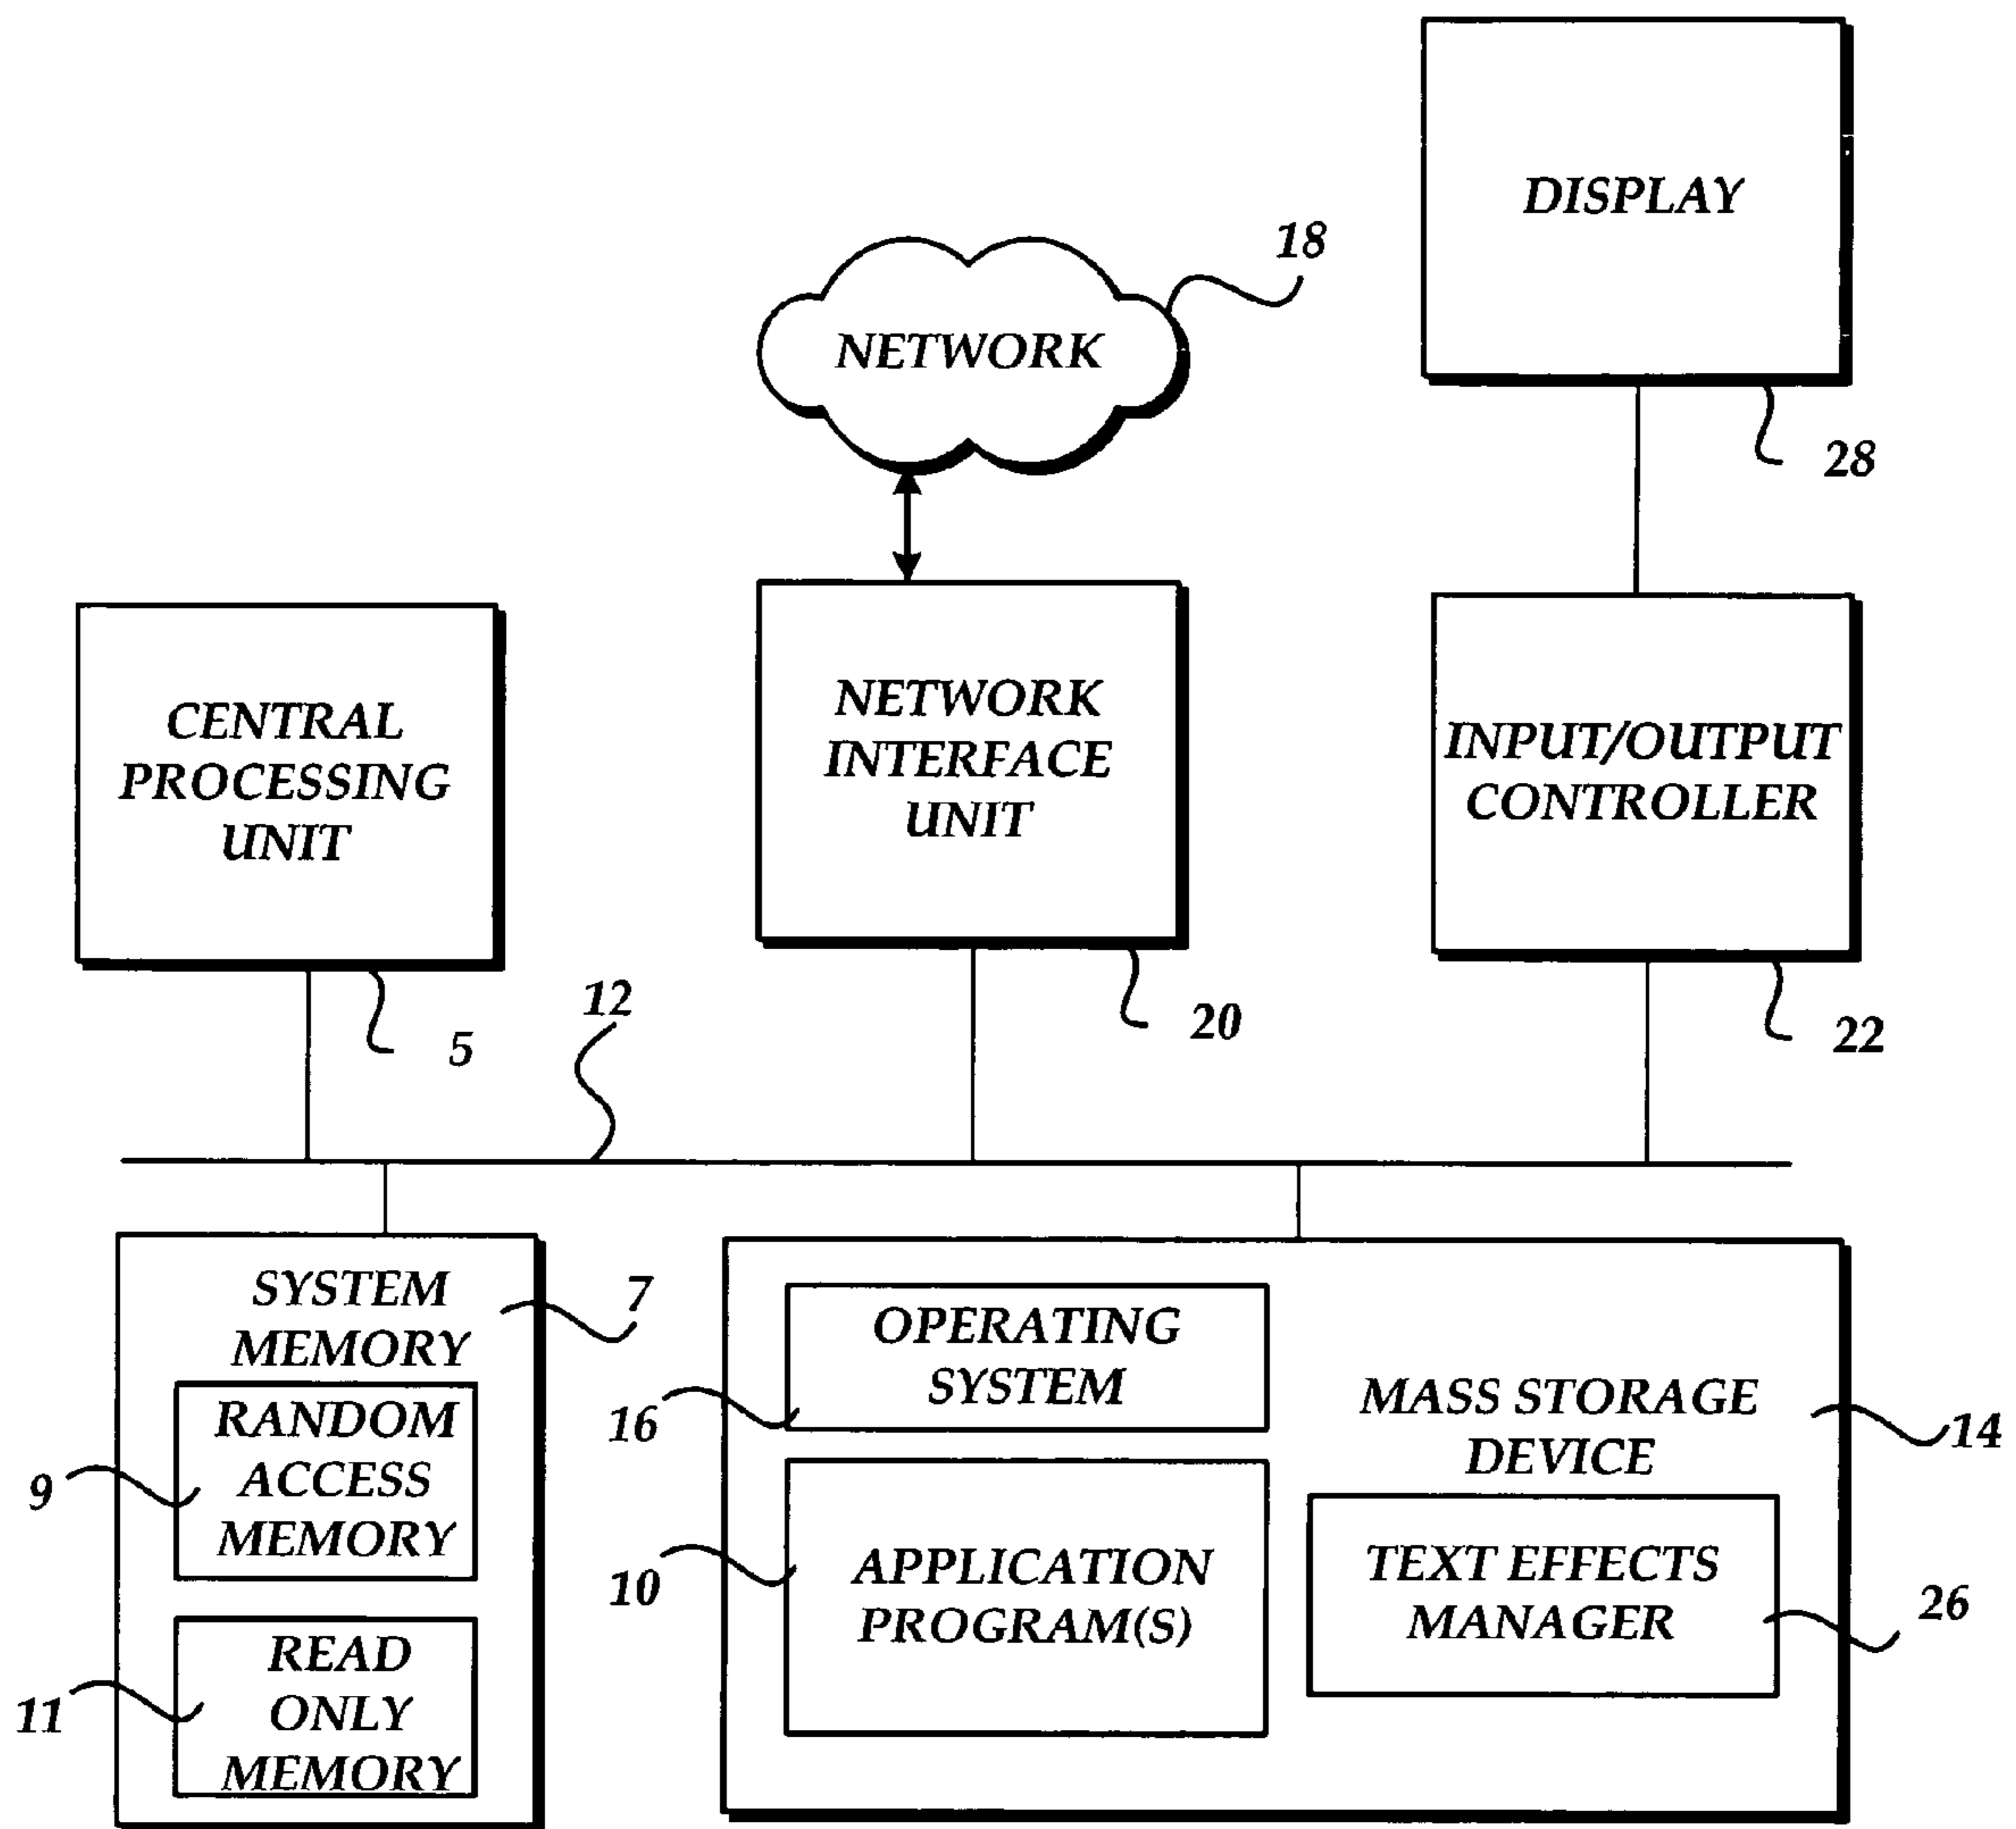 DISPLAY
28
18
NETWORK
CENTRAL
PROCESSING
UNIT
5
NETWORK
INTERFACE
UNIT
20
INPUT/OUTPUT
CONTROLLER
22
12
SYSTEM
MEMORY
7
RANDOM
ACCESS
MEMORY
9
READ
ONLY
MEMORY
11
OPERATING
SYSTEM
16
MASS STORAGE
DEVICE
14
APPLICATION
PROGRAM(S)
10
TEXT EFFECTS
MANAGER
26